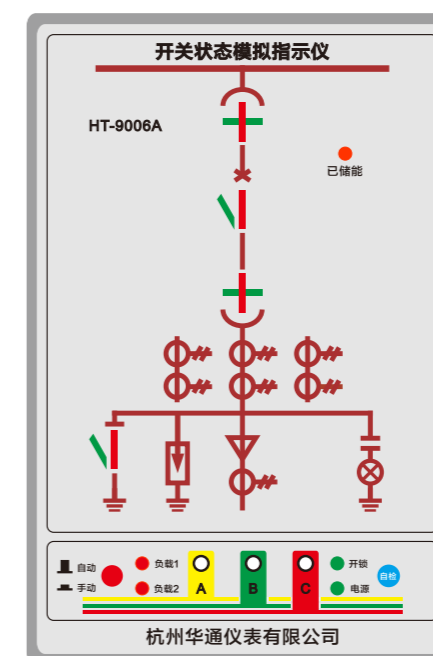 开关状态模拟指示仪
HT-9006A
已储能
自动
手动
负载1
负载2
A
B
C
开锁
电源
自检
杭州华通仪表有限公司